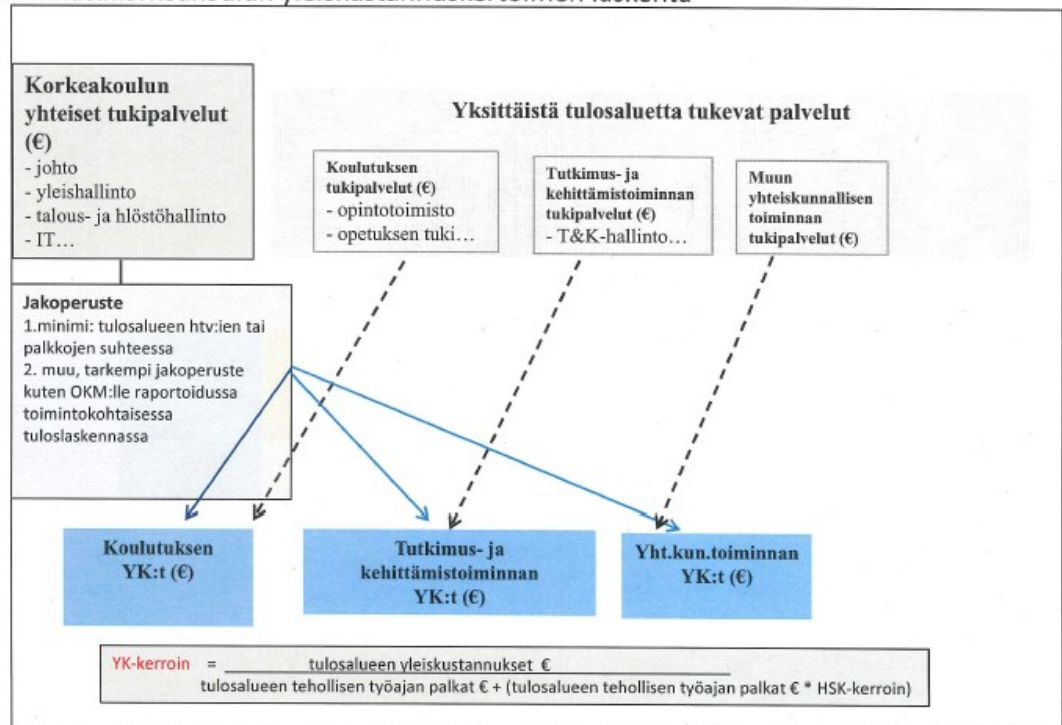 Korkeakoulun
yhteiset tukipalvelut
(€)
- johto
- yleishallinto
- talous- ja hlöstöhallinto
- IT…
Yksittäistä tulosaluetta tukevat palvelut
Koulutuksen
tukipalvelut (€)
- opintotoimisto
- opetuksen tuki…
Tutkimus- ja
kehittämistoiminnan
tukipalvelut (€)
- T&K-hallinto…
Muun
yhteiskunnallisen
toiminnan
tukipalvelut (€)
Jakoperuste
1.minimi: tulosalueen htv:ien tai
palkkojen suhteessa
2. muu, tarkempi jakoperuste
kuten OKM:lle raportoidussa
toimintokohtaisessa
tuloslaskennassa
Koulutuksen
YK:t (€)
Tutkimus- ja
kehittämistoiminnan
YK:t (€)
Yht.kun.toiminnan
YK:t (€)
YK-kerroin = tulosalueen yleiskustannukset €
tulosalueen tehollisen työajan palkat € + (tulosalueen tehollisen työajan palkat € * HSK-kerroin)